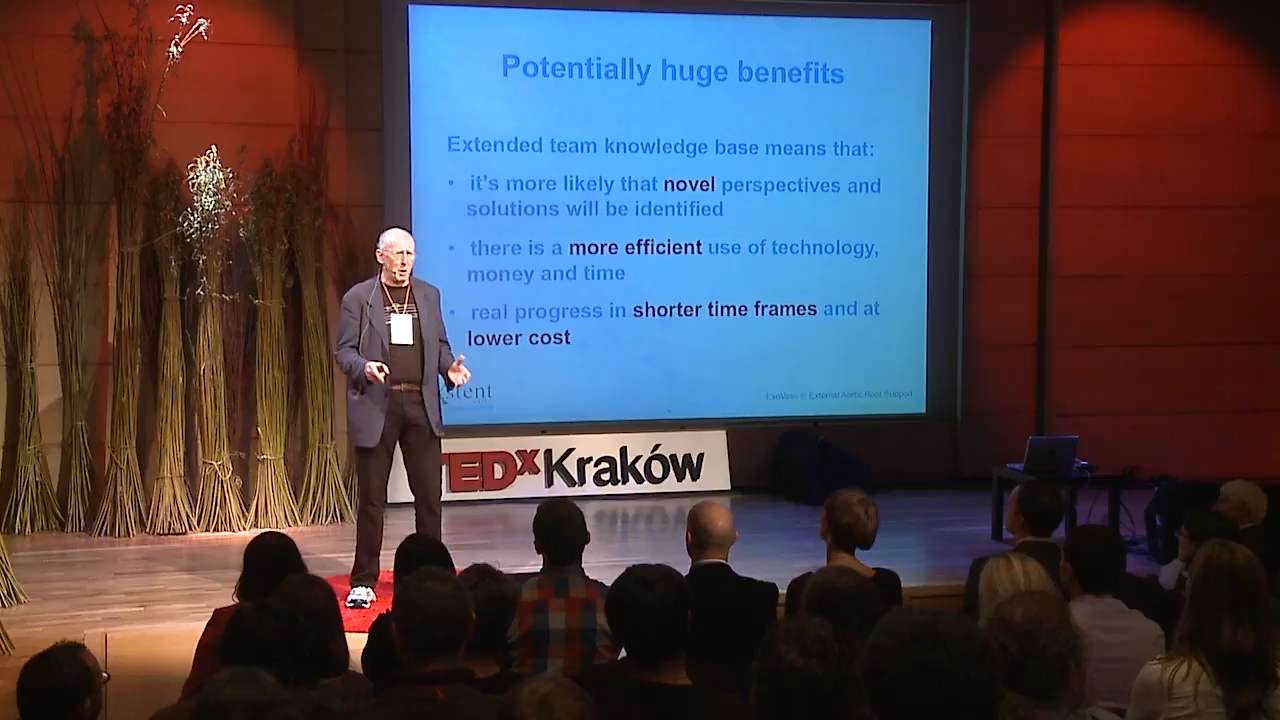 Potentially huge benefits
Extended team knowledge base means that:
• it's more likely that novel perspectives and
solutions will be identified
• there is a more efficient use of technology,
money and time
• real progress in shorter time frames and at
lower cost
stent
External Aortic Root Support
TEDxKraków